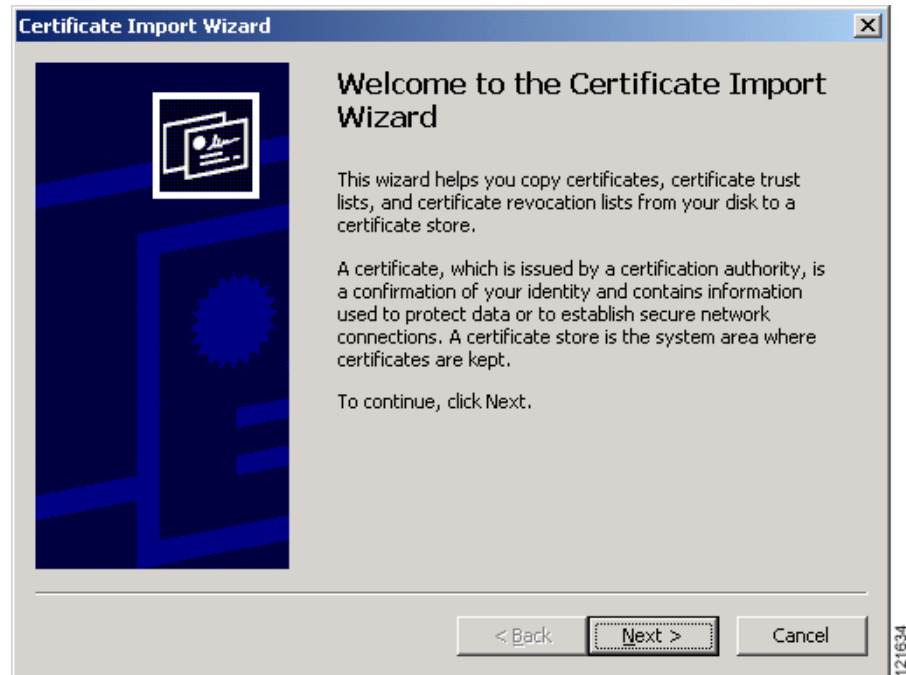 Certificate Import Wizard
Welcome to the Certificate Import
Wizard
This wizard helps you copy certificates, certificate trust
lists, and certificate revocation lists from your disk to a
certificate store.
A certificate, which is issued by a certification authority, is
a confirmation of your identity and contains information
used to protect data or to establish secure network
connections. A certificate store is the system area where
certificates are kept.
To continue, click Next.
< Back
Next >
Cancel
121634